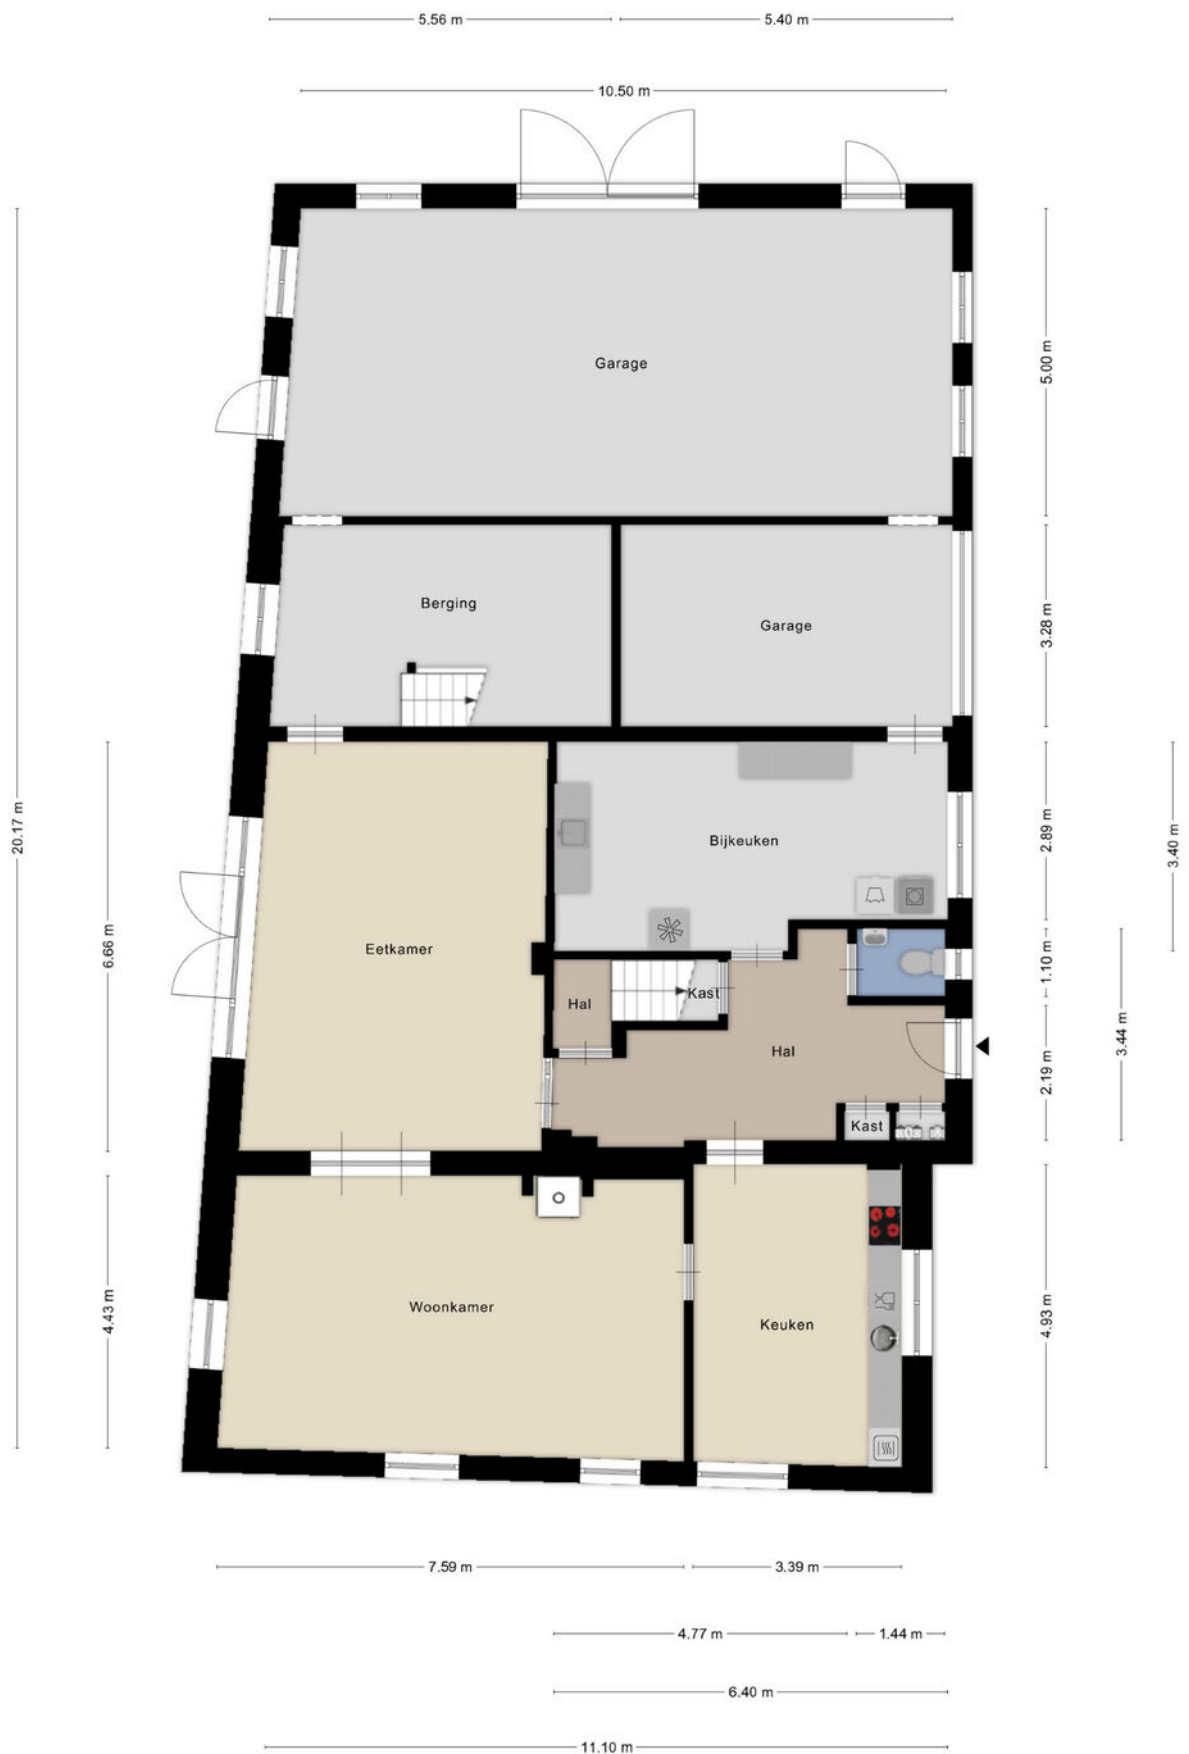 5.56 m
5.40 m
10.50 m
Garage
5.00 m
Berging
Garage
3.28 m
20.17 m
6.66 m
Eetkamer
Bijkeuken
2.89 m
3.40 m
1.10 m
Hal
Kast
Hal
2.19 m
3.44 m
Kast
Woonkamer
Keuken
4.43 m
4.93 m
7.59 m
3.39 m
4.77 m
1.44 m
6.40 m
11.10 m